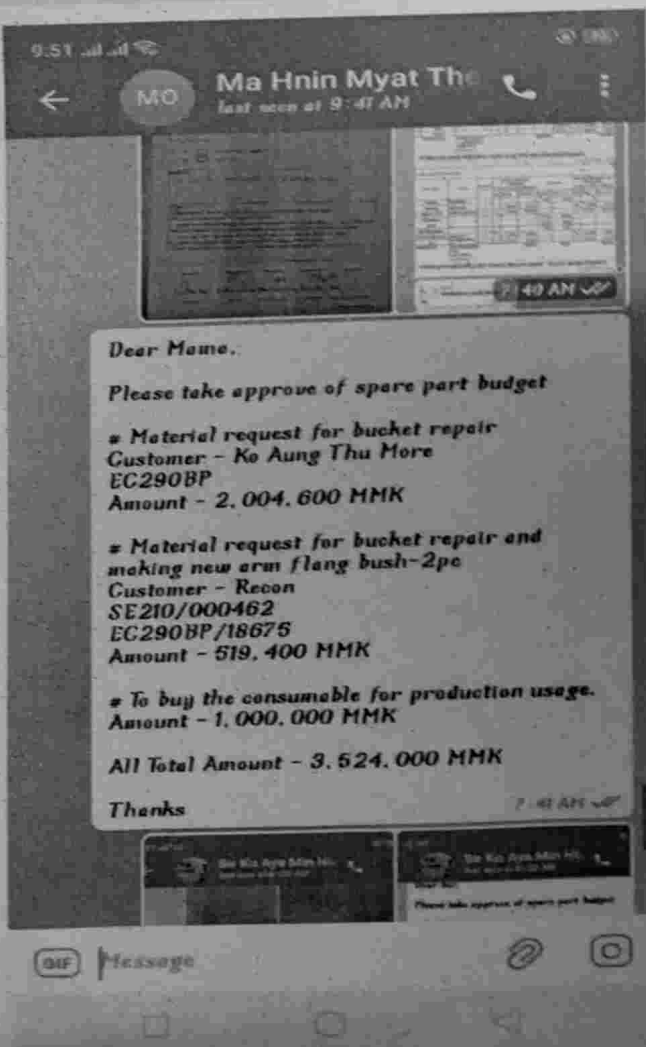 9:51
MO
Ma Hnin Myat The
last seen at 9:47 AM
7:40 AM
Dear Mame,
Please take approve of spare part budget
# Material request for bucket repair
Customer - Ko Aung Thu More
EC290BP
Amount - 2,004,600 MMK
# Material request for bucket repair and
making new arm flang bush-2pc
Customer - Recon
SE210/000462
EC290BP/18675
Amount - 519,400 MMK
# To buy the consumable for production usage.
Amount - 1,000,000 MMK
All Total Amount - 3,524,000 MMK
Thanks
7:41 AM
Please take approve of spare part budget
GIF
Message